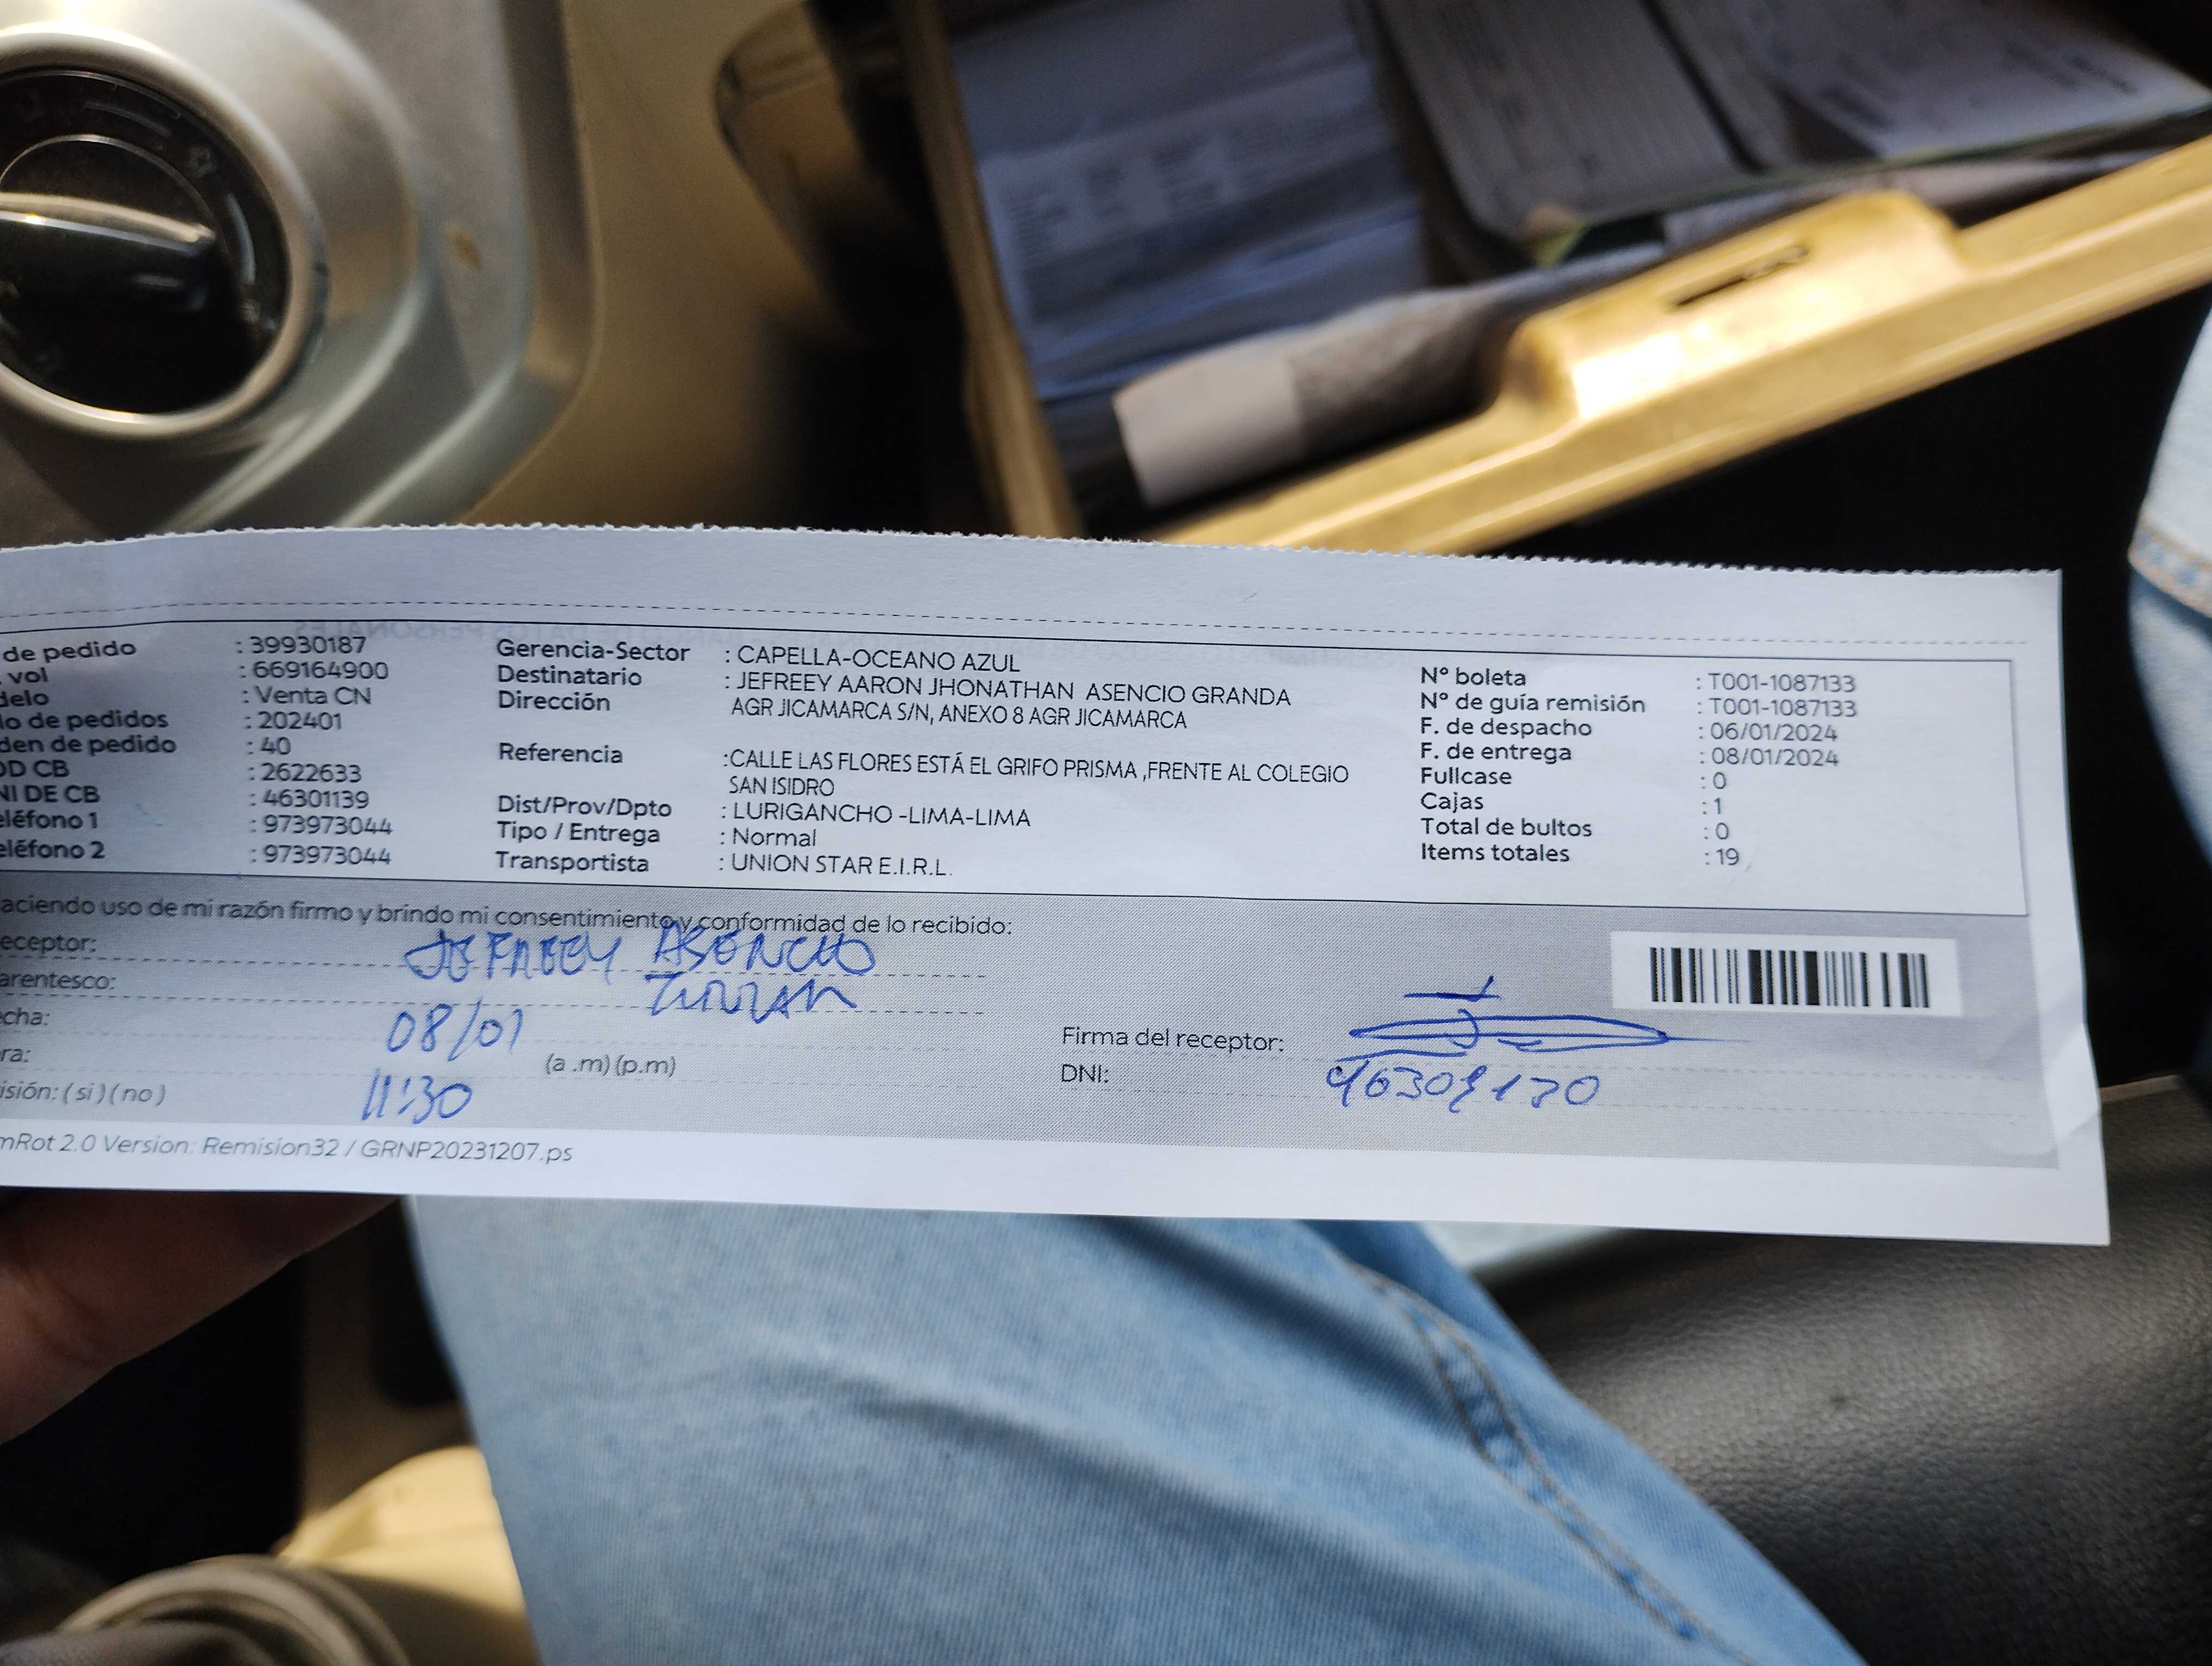 de pedido : 39930187
vol : 669164900
delo : Venta CN
o de pedidos : 202401
den de pedido : 40
DD CB : 2622633
NI DE CB : 46301139
eléfono 1 : 973973044
eléfono 2 : 973973044
Gerencia-Sector : CAPELLA-OCEANO AZUL
Destinatario : JEFREEY AARON JHONATHAN ASENCIO GRANDA
Dirección AGR JICAMARCA S/N, ANEXO 8 AGR JICAMARCA
Referencia :CALLE LAS FLORES ESTÁ EL GRIFO PRISMA ,FRENTE AL COLEGIO
SAN ISIDRO
Dist/Prov/Dpto : LURIGANCHO -LIMA-LIMA
Tipo / Entrega : Normal
Transportista : UNION STAR E.I.R.L.
N° boleta : T001-1087133
N° de guía remisión : T001-1087133
F. de despacho : 06/01/2024
F. de entrega : 08/01/2024
Fullcase : 0
Cajas : 1
Total de bultos : 0
Items totales : 19
aciendo uso de mi razón firmo y brindo mi consentimiento y conformidad de lo recibido:
eceptor: JEFREEY ASENCIO
arentesco:
cha: 08/01
ra: (a .m) (p.m)
11:30
isión: ( si ) ( no )
Firma del receptor:
DNI:
mRot 2.0 Version: Remision32 / GRNP20231207.ps